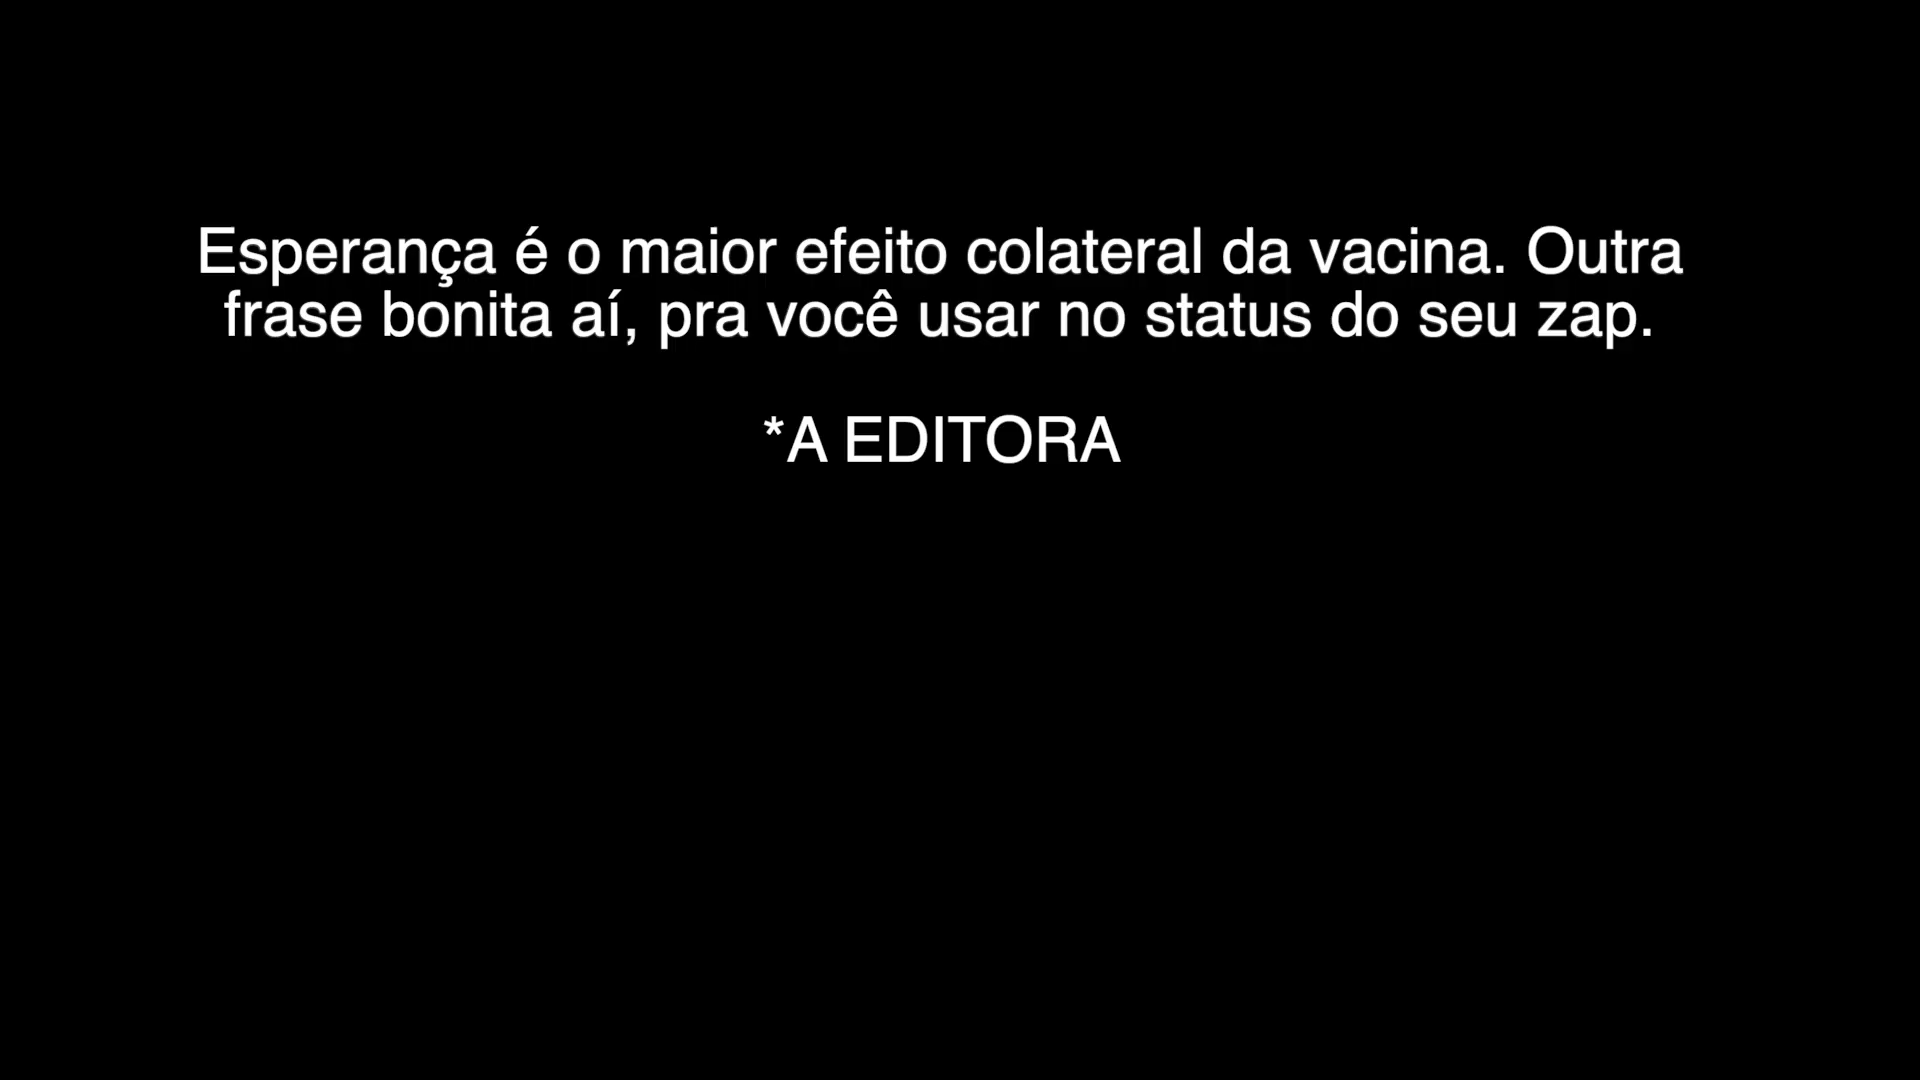 Esperança é o maior efeito colateral da vacina. Outra
frase bonita aí, pra você usar no status do seu zap.
*A EDITORA